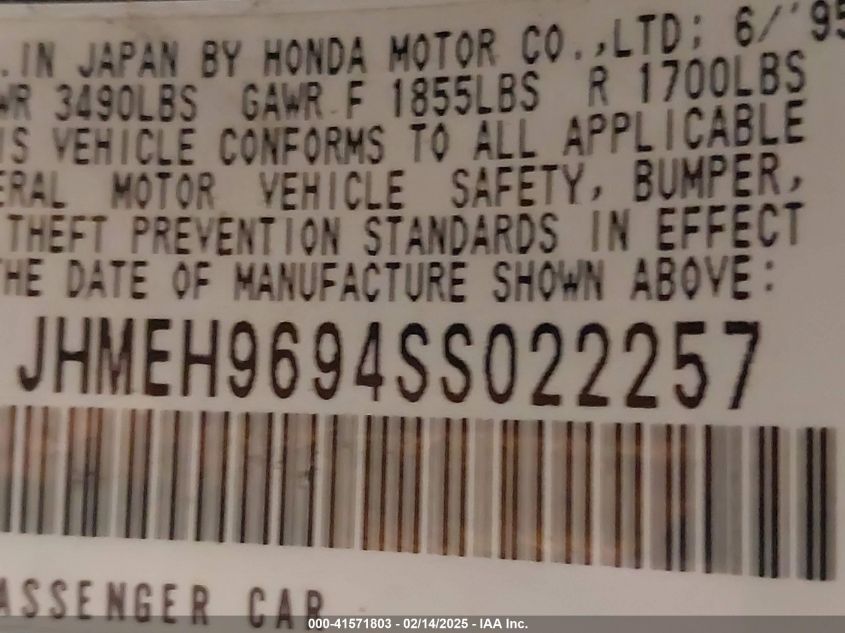 .IN JAPAN BY HONDA MOTOR CO.,LTD; 6/'95
WR 3490LBS GAWR F 1855LBS R 1700LBS
IS VEHICLE CONFORMS TO ALL APPLICABLE
ERAL MOTOR VEHICLE SAFETY, BUMPER,
THEFT PREVENTION STANDARDS IN EFFECT
THE DATE OF MANUFACTURE SHOWN ABOVE:
JHMEH9694SS022257
ASSENGER CAR
000-41571803 - 02/14/2025 - IAA Inc.